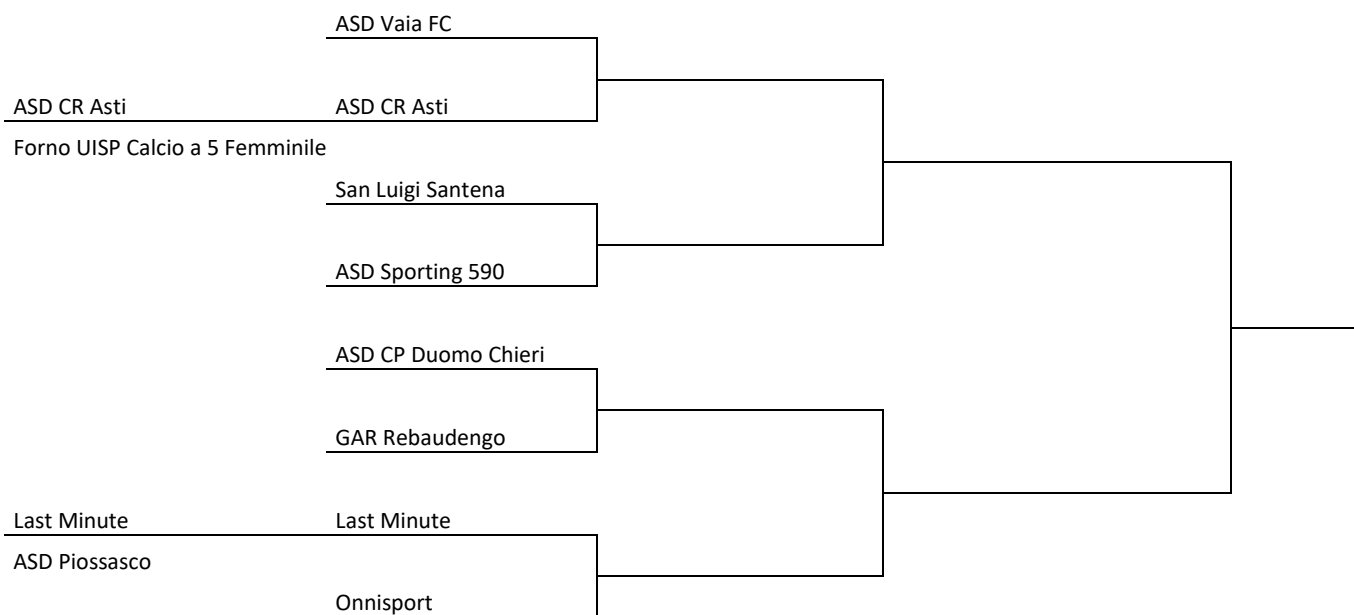 ASD Vaia FC
ASD CR Asti ASD CR Asti
Forno UISP Calcio a 5 Femminile
San Luigi Santena
ASD Sporting 590
ASD CP Duomo Chieri
GAR Rebaudengo
Last Minute Last Minute
ASD Piossasco
Onnisport